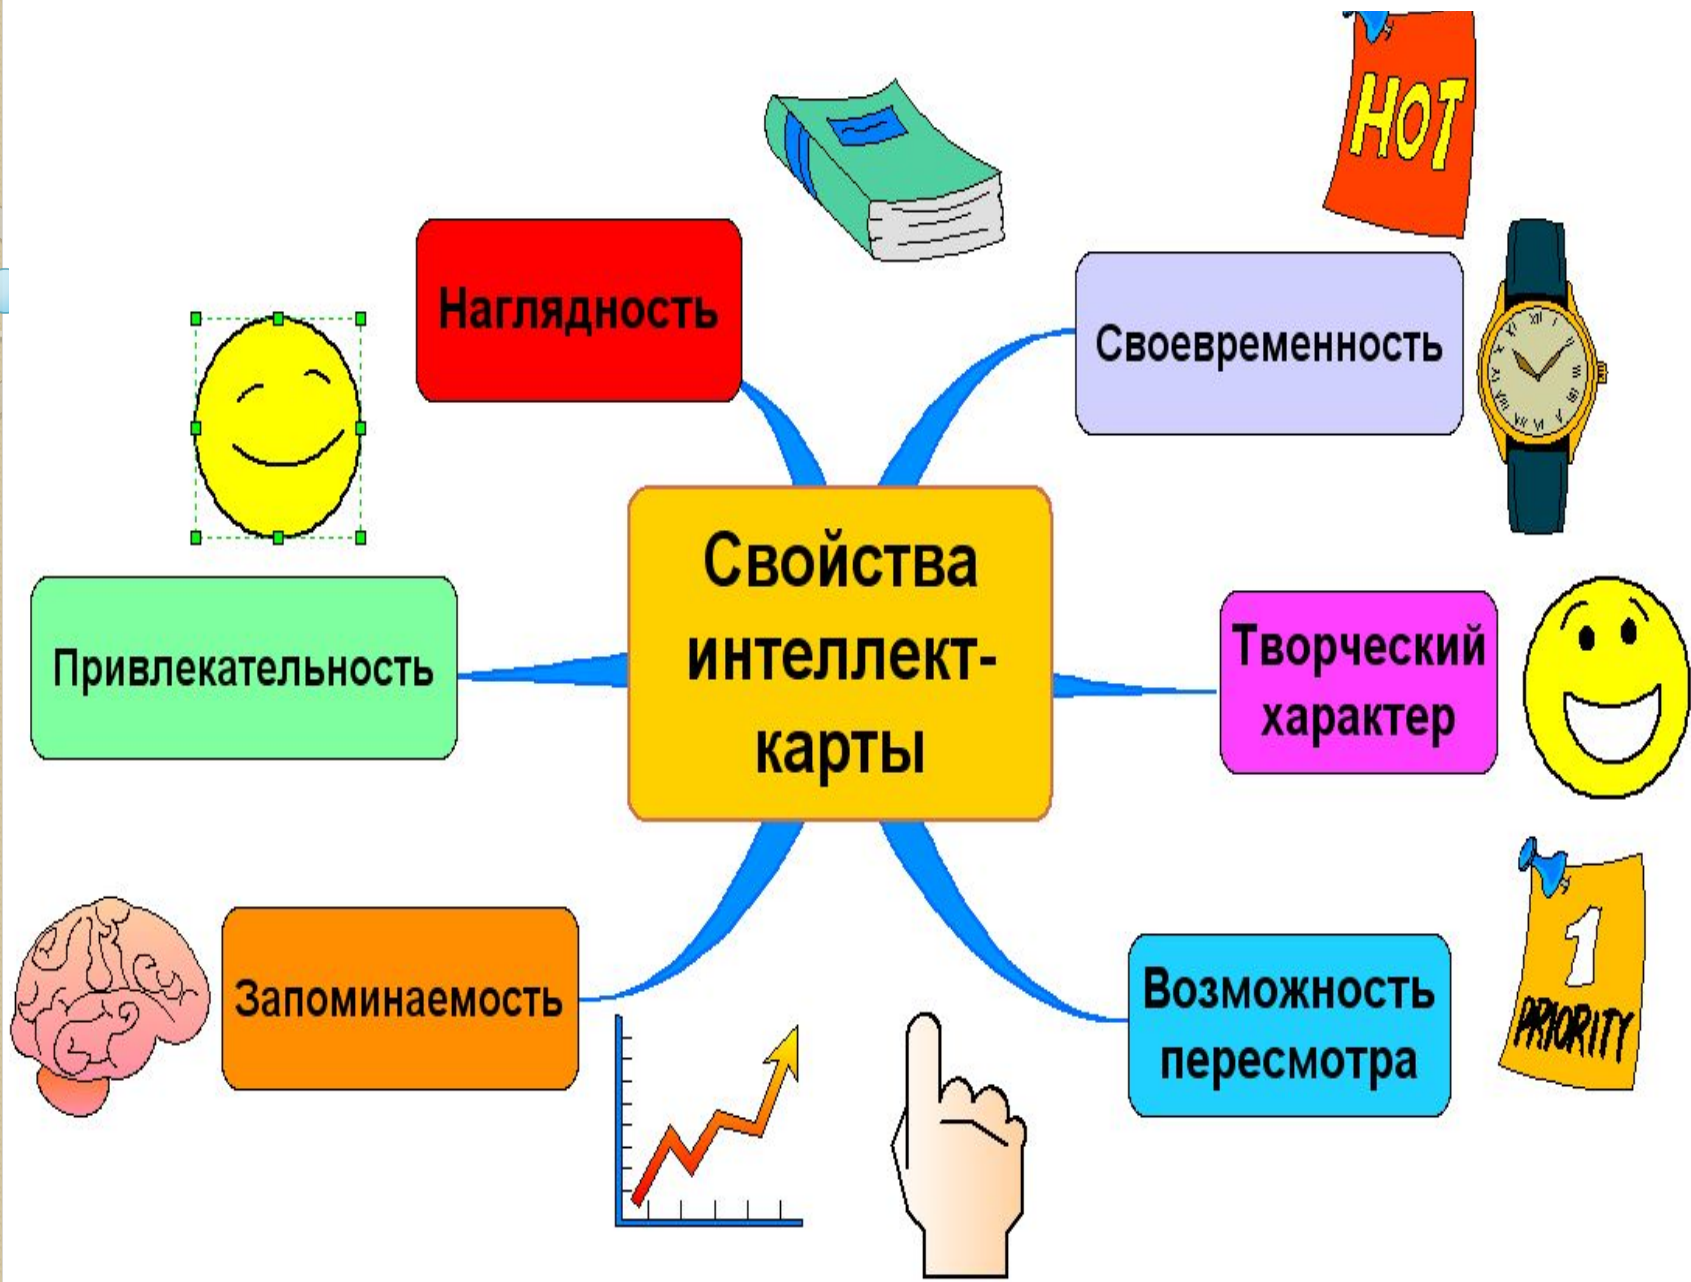 HOT
Наглядность
Своевременность
Свойства
интеллект-
карты
Привлекательность
Творческий
характер
Запоминаемость
Возможность
пересмотра
1
PRIORITY